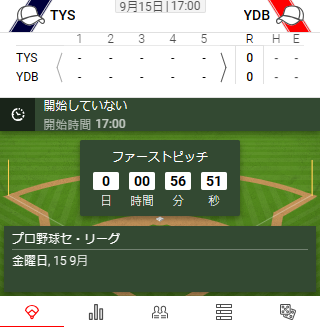 9月15日 | 17:00
TYS YDB
1 2 3 4 5 R H E
TYS - - - - - 0 - -
YDB - - - - - 0 - -
開始していない
開始時間 17:00
ファーストピッチ
0 00 56 51
日 時間 分 秒
プロ野球セ・リーグ
金曜日, 15 9月